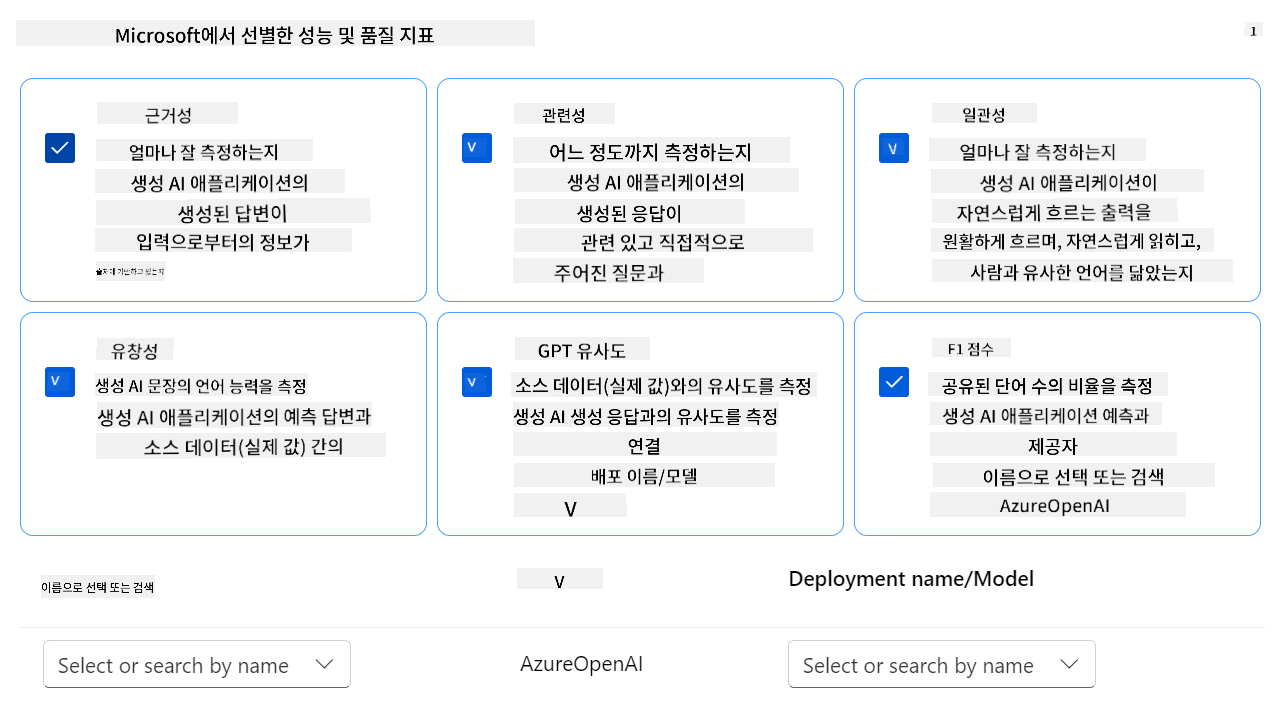 Microsoft에서 선별한 성능 및 품질 지표
1
근거성
얼마나 잘 측정하는지
생성 AI 애플리케이션의
생성된 답변이
입력으로부터의 정보가
출처에 기반하고 있는지
관련성
V
어느 정도까지 측정하는지
생성 AI 애플리케이션의
생성된 응답이
관련 있고 직접적으로
주어진 질문과
일관성
V
얼마나 잘 측정하는지
생성 AI 애플리케이션이
자연스럽게 흐르는 출력을
원활하게 흐르며, 자연스럽게 읽히고,
사람과 유사한 언어를 닮았는지
유창성
V
생성 AI 문장의 언어 능력을 측정
생성 AI 애플리케이션의 예측 답변과
소스 데이터(실제 값) 간의
GPT 유사도
V
소스 데이터(실제 값)와의 유사도를 측정
생성 AI 생성 응답과의 유사도를 측정
연결
배포 이름/모델
V
F1 점수
공유된 단어 수의 비율을 측정
생성 AI 애플리케이션 예측과
제공자
이름으로 선택 또는 검색
AzureOpenAI
이름으로 선택 또는 검색
V
Deployment name/Model
Select or search by name
AzureOpenAI
Select or search by name